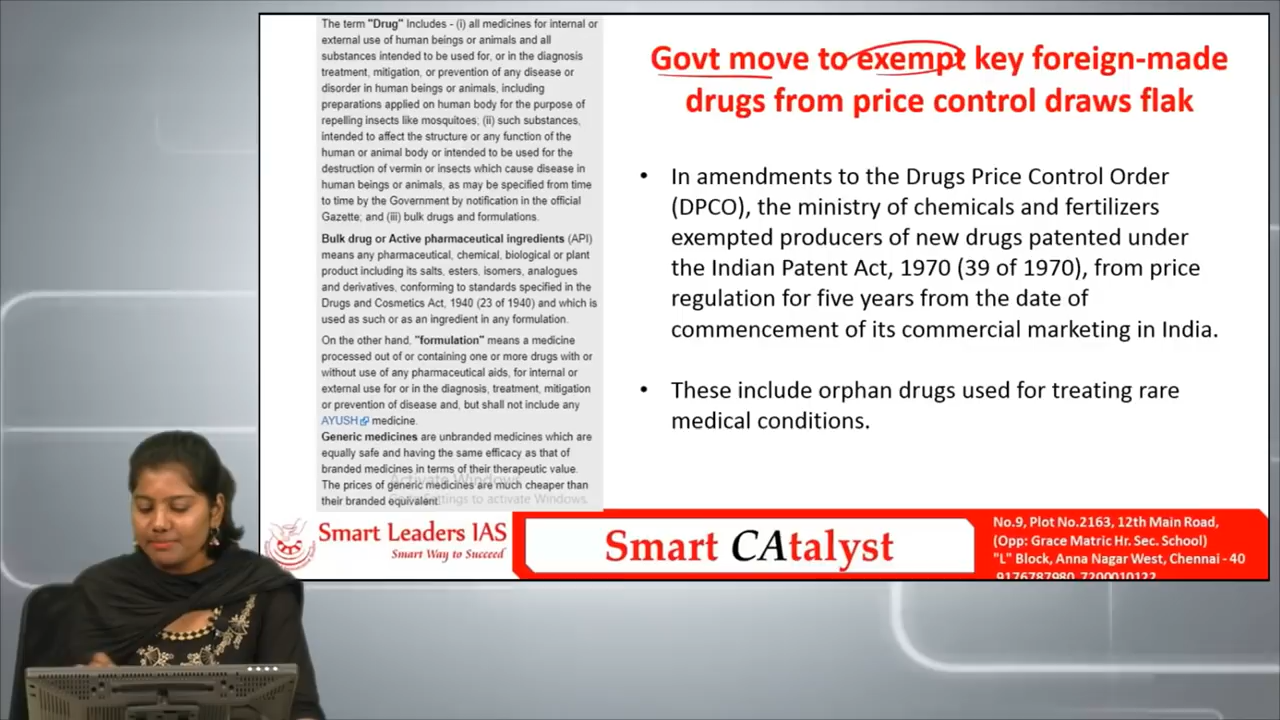 The term "Drug" Includes - (i) all medicines for internal or
external use of human beings or animals and all
substances intended to be used for, or in the diagnosis
treatment, mitigation, or prevention of any disease or
disorder in human beings or animals, including
preparations applied on human body for the purpose of
repelling insects like mosquitoes; (ii) such substances,
intended to affect the structure or any function of the
human or animal body or intended to be used for the
destruction of vermin or insects which cause disease in
human beings or animals, as may be specified from time
to time by the Government by notification in the official
Gazette; and (iii) bulk drugs and formulations.
Bulk drug or Active pharmaceutical ingredients (API)
means any pharmaceutical, chemical, biological or plant
product including its salts, esters, isomers, analogues
and derivatives, conforming to standards specified in the
Drugs and Cosmetics Act, 1940 (23 of 1940) and which is
used as such or as an ingredient in any formulation.
On the other hand, "formulation" means a medicine
processed out of or containing one or more drugs with or
without use of any pharmaceutical aids, for internal or
external use for or in the diagnosis, treatment, mitigation
or prevention of disease and, but shall not include any
AYUSH medicine.
Generic medicines are unbranded medicines which are
equally safe and having the same efficacy as that of
branded medicines in terms of their therapeutic value.
The prices of generic medicines are much cheaper than
their branded equivalent.
Activate Windows
Settings to activate Windows.
Govt move to exempt key foreign-made
drugs from price control draws flak
• In amendments to the Drugs Price Control Order
(DPCO), the ministry of chemicals and fertilizers
exempted producers of new drugs patented under
the Indian Patent Act, 1970 (39 of 1970), from price
regulation for five years from the date of
commencement of its commercial marketing in India.
• These include orphan drugs used for treating rare
medical conditions.
Smart Leaders IAS
Smart Way to Succeed
Smart CAtalyst
No.9, Plot No.2163, 12th Main Road,
(Opp: Grace Matric Hr. Sec. School)
"L" Block, Anna Nagar West, Chennai - 40
9176787980, 7200010122